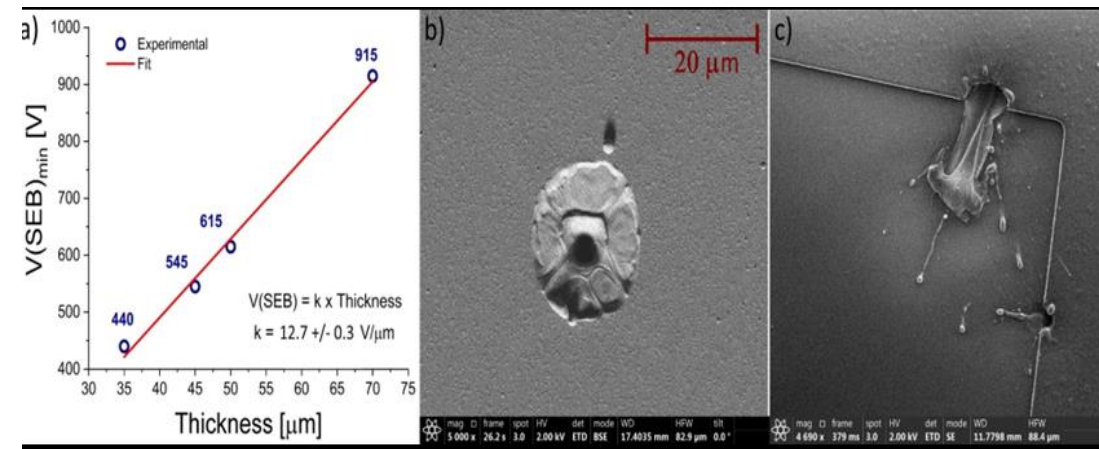 a)
1000
900
800
700
600
500
400
V(SEB)min [V]
Experimental
Fit
915
615
545
440
V(SEB) = k x Thickness
k = 12.7 +/- 0.3 V/µm
30 35 40 45 50 55 60 65 70 75
Thickness [µm]
b)
20 µm
mag □ frame spot HV det mode WD HFW tilt
5 000 x 26.2 s 3.0 2.00 kV ETD BSE 17.4035 mm 82.9 µm 0.0 °
c)
mag □ frame spot HV det mode WD HFW
4 690 x 379 ms 3.0 2.00 kV ETD SE 11.7798 mm 88.4 µm